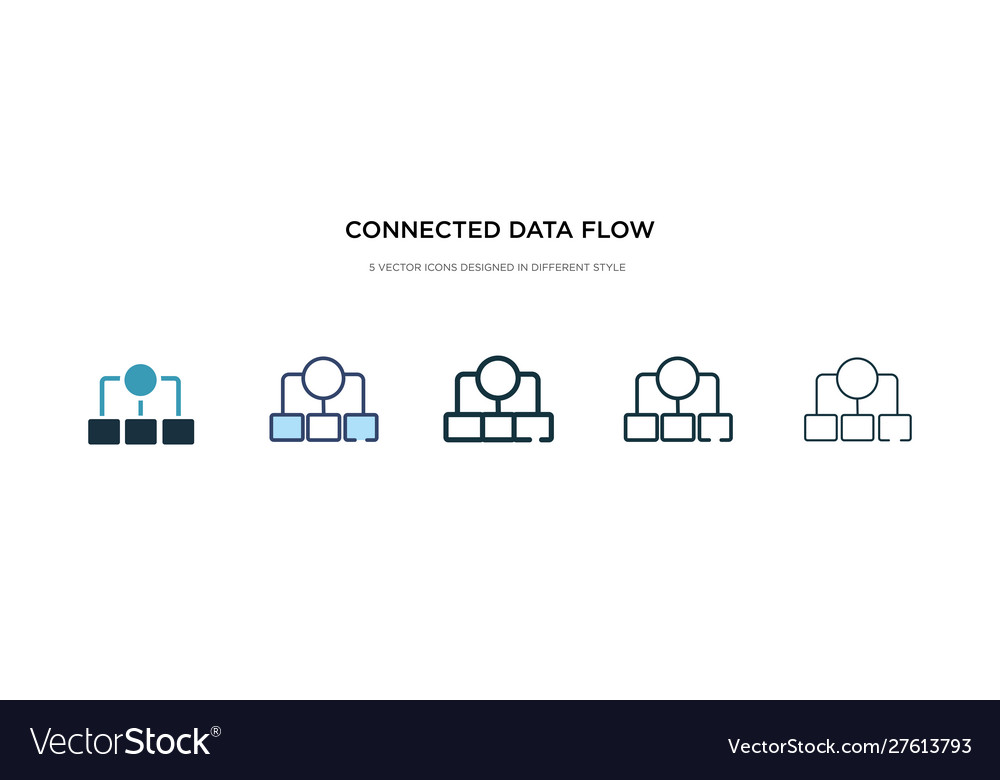 CONNECTED DATA FLOW
5 VECTOR ICONS DESIGNED IN DIFFERENT STYLE
VectorStock®
VectorStock.com/27613793